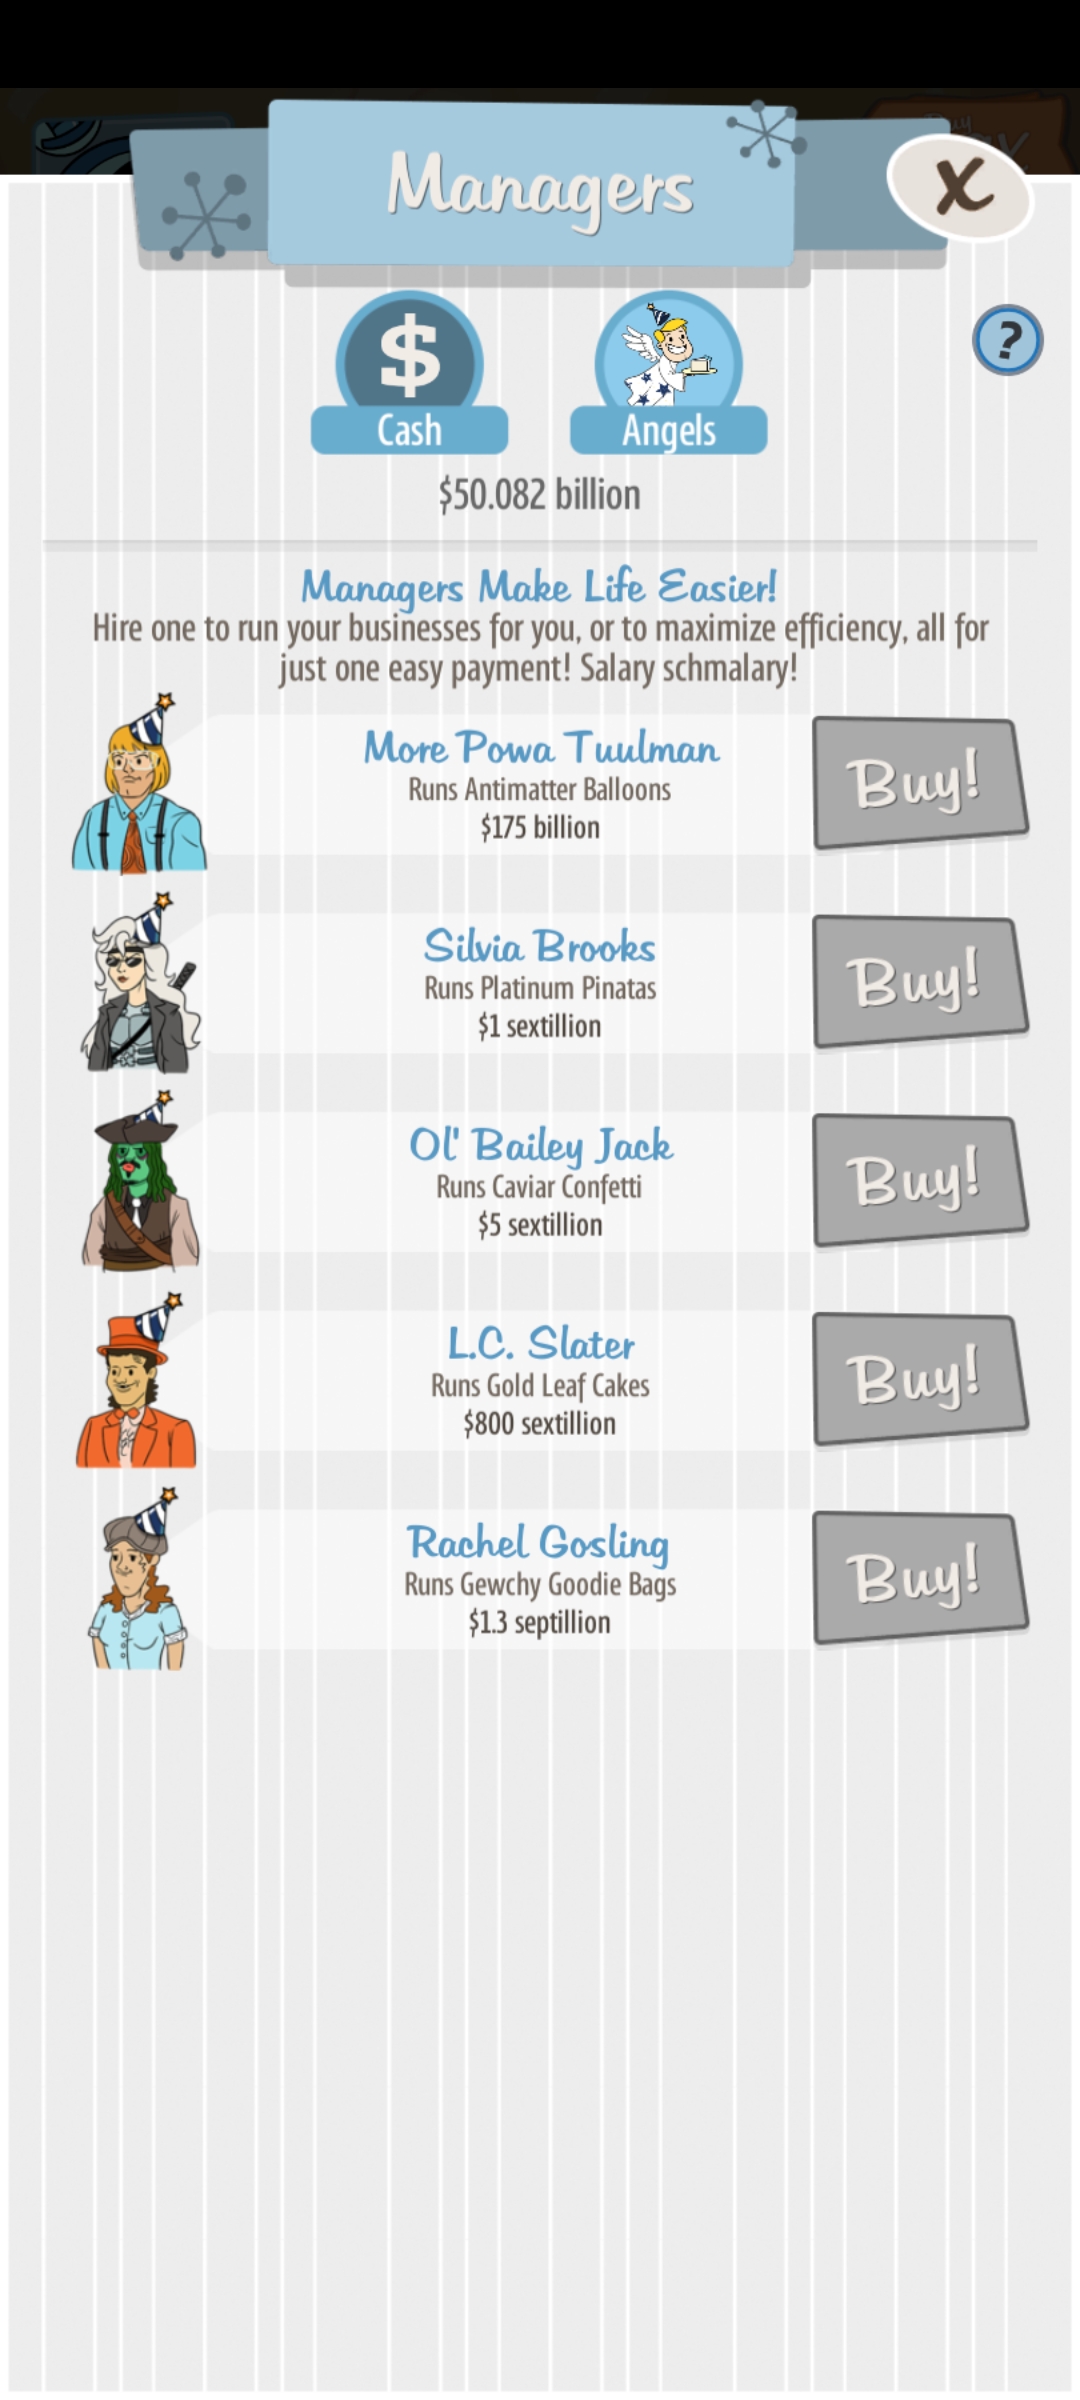 Buy
Managers
X
$
?
Cash
Angels
$50.082 billion
Managers Make Life Easier!
Hire one to run your businesses for you, or to maximize efficiency, all for
just one easy payment! Salary schmalary!
More Powa Tuulman
Runs Antimatter Balloons
$175 billion
Buy!
Silvia Brooks
Runs Platinum Pinatas
$1 sextillion
Buy!
Ol' Bailey Jack
Runs Caviar Confetti
$5 sextillion
Buy!
L.C. Slater
Runs Gold Leaf Cakes
$800 sextillion
Buy!
Rachel Gosling
Runs Gewchy Goodie Bags
$1.3 septillion
Buy!